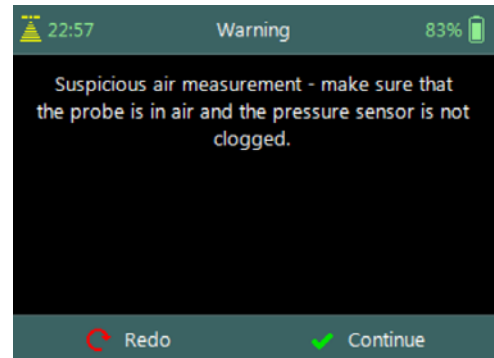 22:57 Warning 83%
Suspicious air measurement - make sure that
the probe is in air and the pressure sensor is not
clogged.
Redo Continue